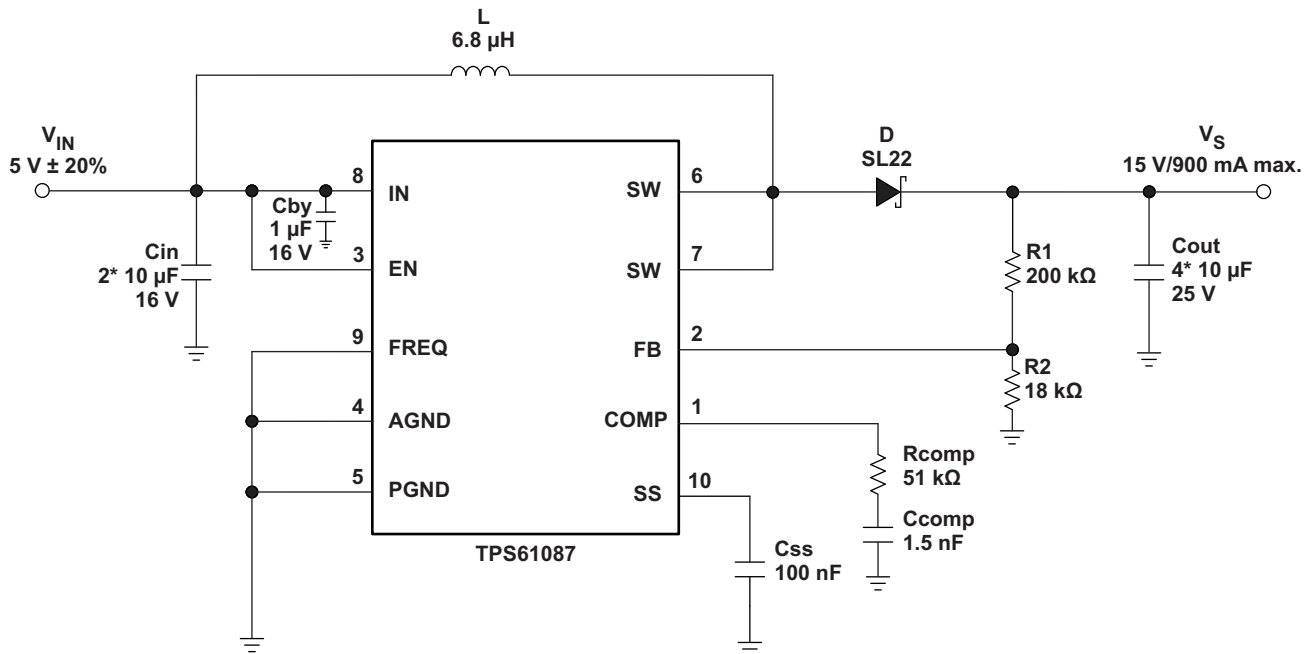 L
6.8 µH
VIN
5 V ± 20%
D
SL22
VS
15 V/900 mA max.
8
IN
SW
6
Cby
1 µF
16 V
Cin
2* 10 µF
16 V
3
EN
SW
7
R1
200 kΩ
Cout
4* 10 µF
25 V
9
FREQ
FB
2
R2
18 kΩ
4
AGND
COMP
1
Rcomp
51 kΩ
5
PGND
SS
10
Ccomp
1.5 nF
TPS61087
Css
100 nF